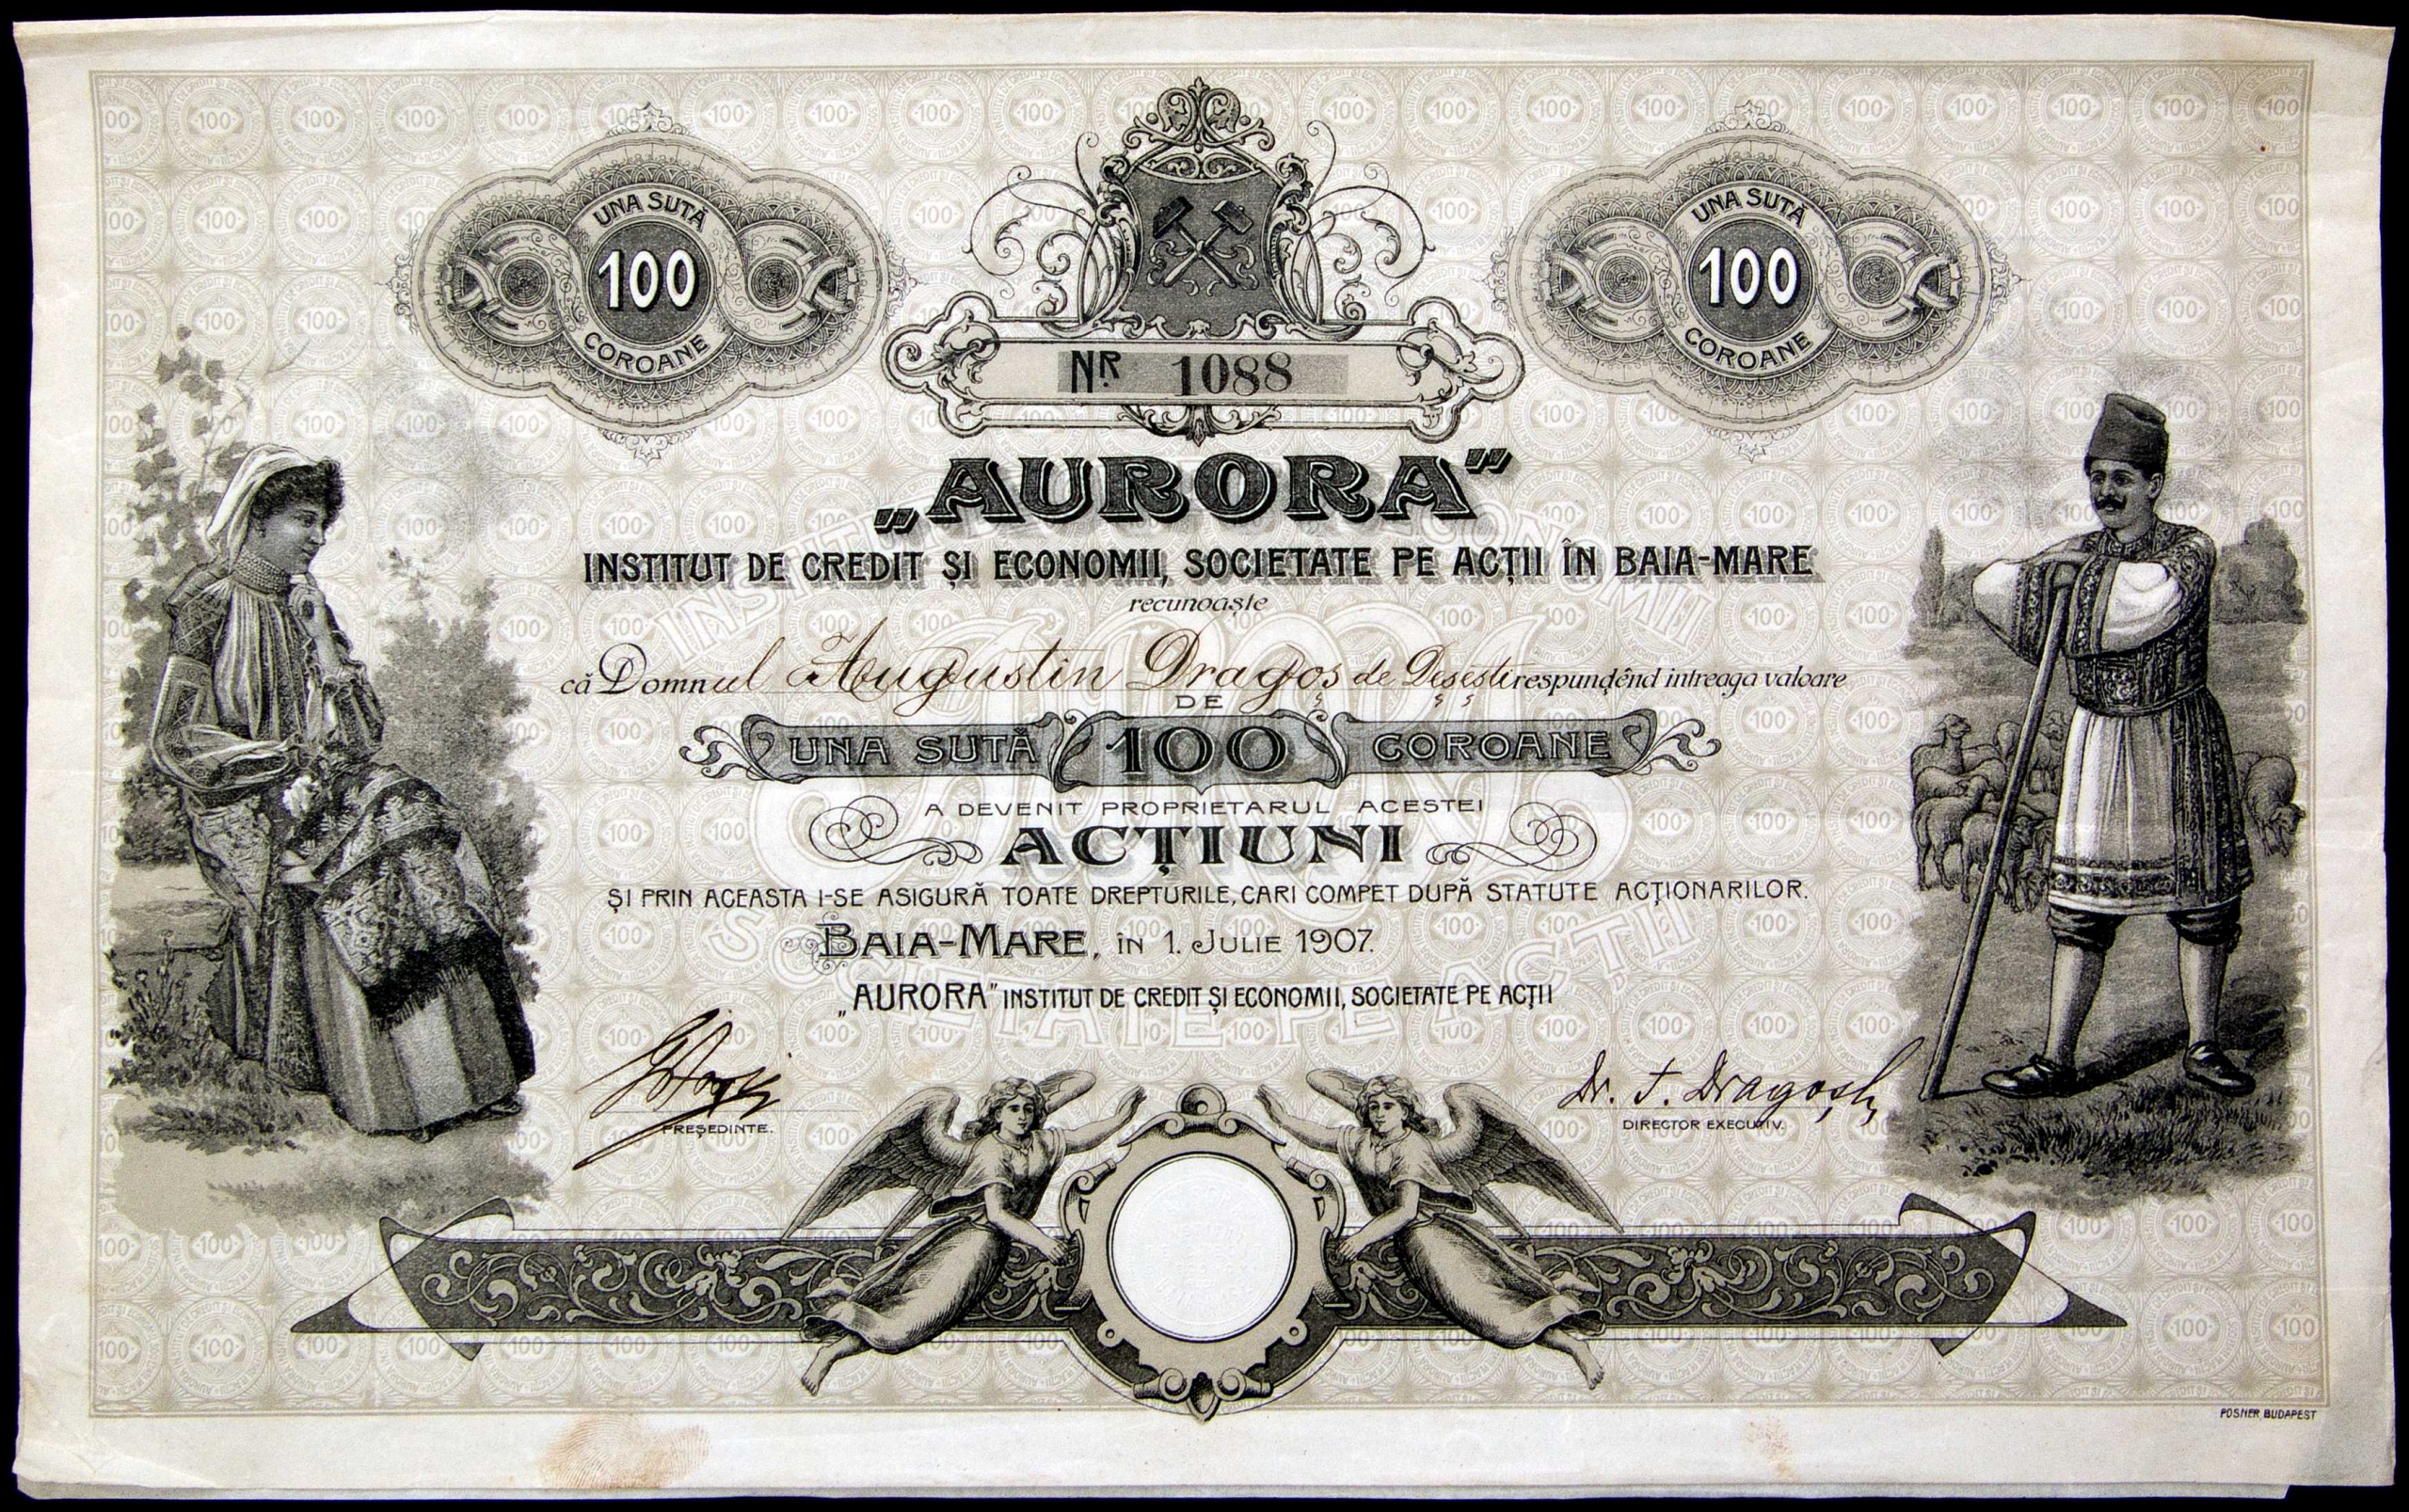 UNA SUTĂ
100
COROANE
UNA SUTĂ
100
COROANE
NR 1088
„AURORA”
INSTITUT DE CREDIT ȘI ECONOMII, SOCIETATE PE ACȚII ÎN BAIA-MARE
recunoaște
că Domnul Augustin Dragoș de Deșești respundênd intreaga valoare
DE
UNA SUTĂ 100 COROANE
A DEVENIT PROPRIETARUL ACESTEI
ACȚIUNI
ȘI PRIN ACEASTA I-SE ASIGURĂ TOATE DREPTURILE, CARI COMPET DUPĂ STATUTE ACȚIONARILOR.
BAIA-MARE, ÎN 1. JULIE 1907.
„AURORA” INSTITUT DE CREDIT ȘI ECONOMII, SOCIETATE PE ACȚII
PREȘEDINTE.
Dr. T. Dragoș
DIRECTOR EXECUTIV.
POSNER, BUDAPEST